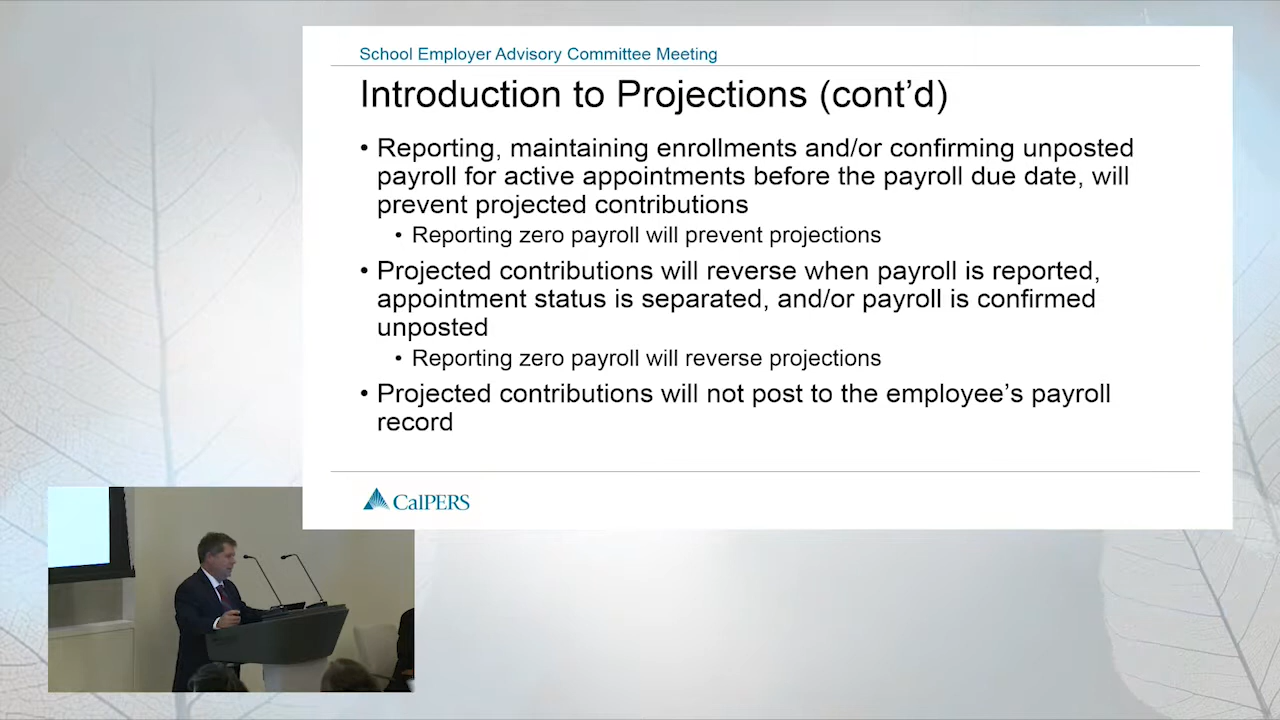 School Employer Advisory Committee Meeting
Introduction to Projections (cont’d)
• Reporting, maintaining enrollments and/or confirming unposted
payroll for active appointments before the payroll due date, will
prevent projected contributions
• Reporting zero payroll will prevent projections
• Projected contributions will reverse when payroll is reported,
appointment status is separated, and/or payroll is confirmed
unposted
• Reporting zero payroll will reverse projections
• Projected contributions will not post to the employee’s payroll
record
CalPERS